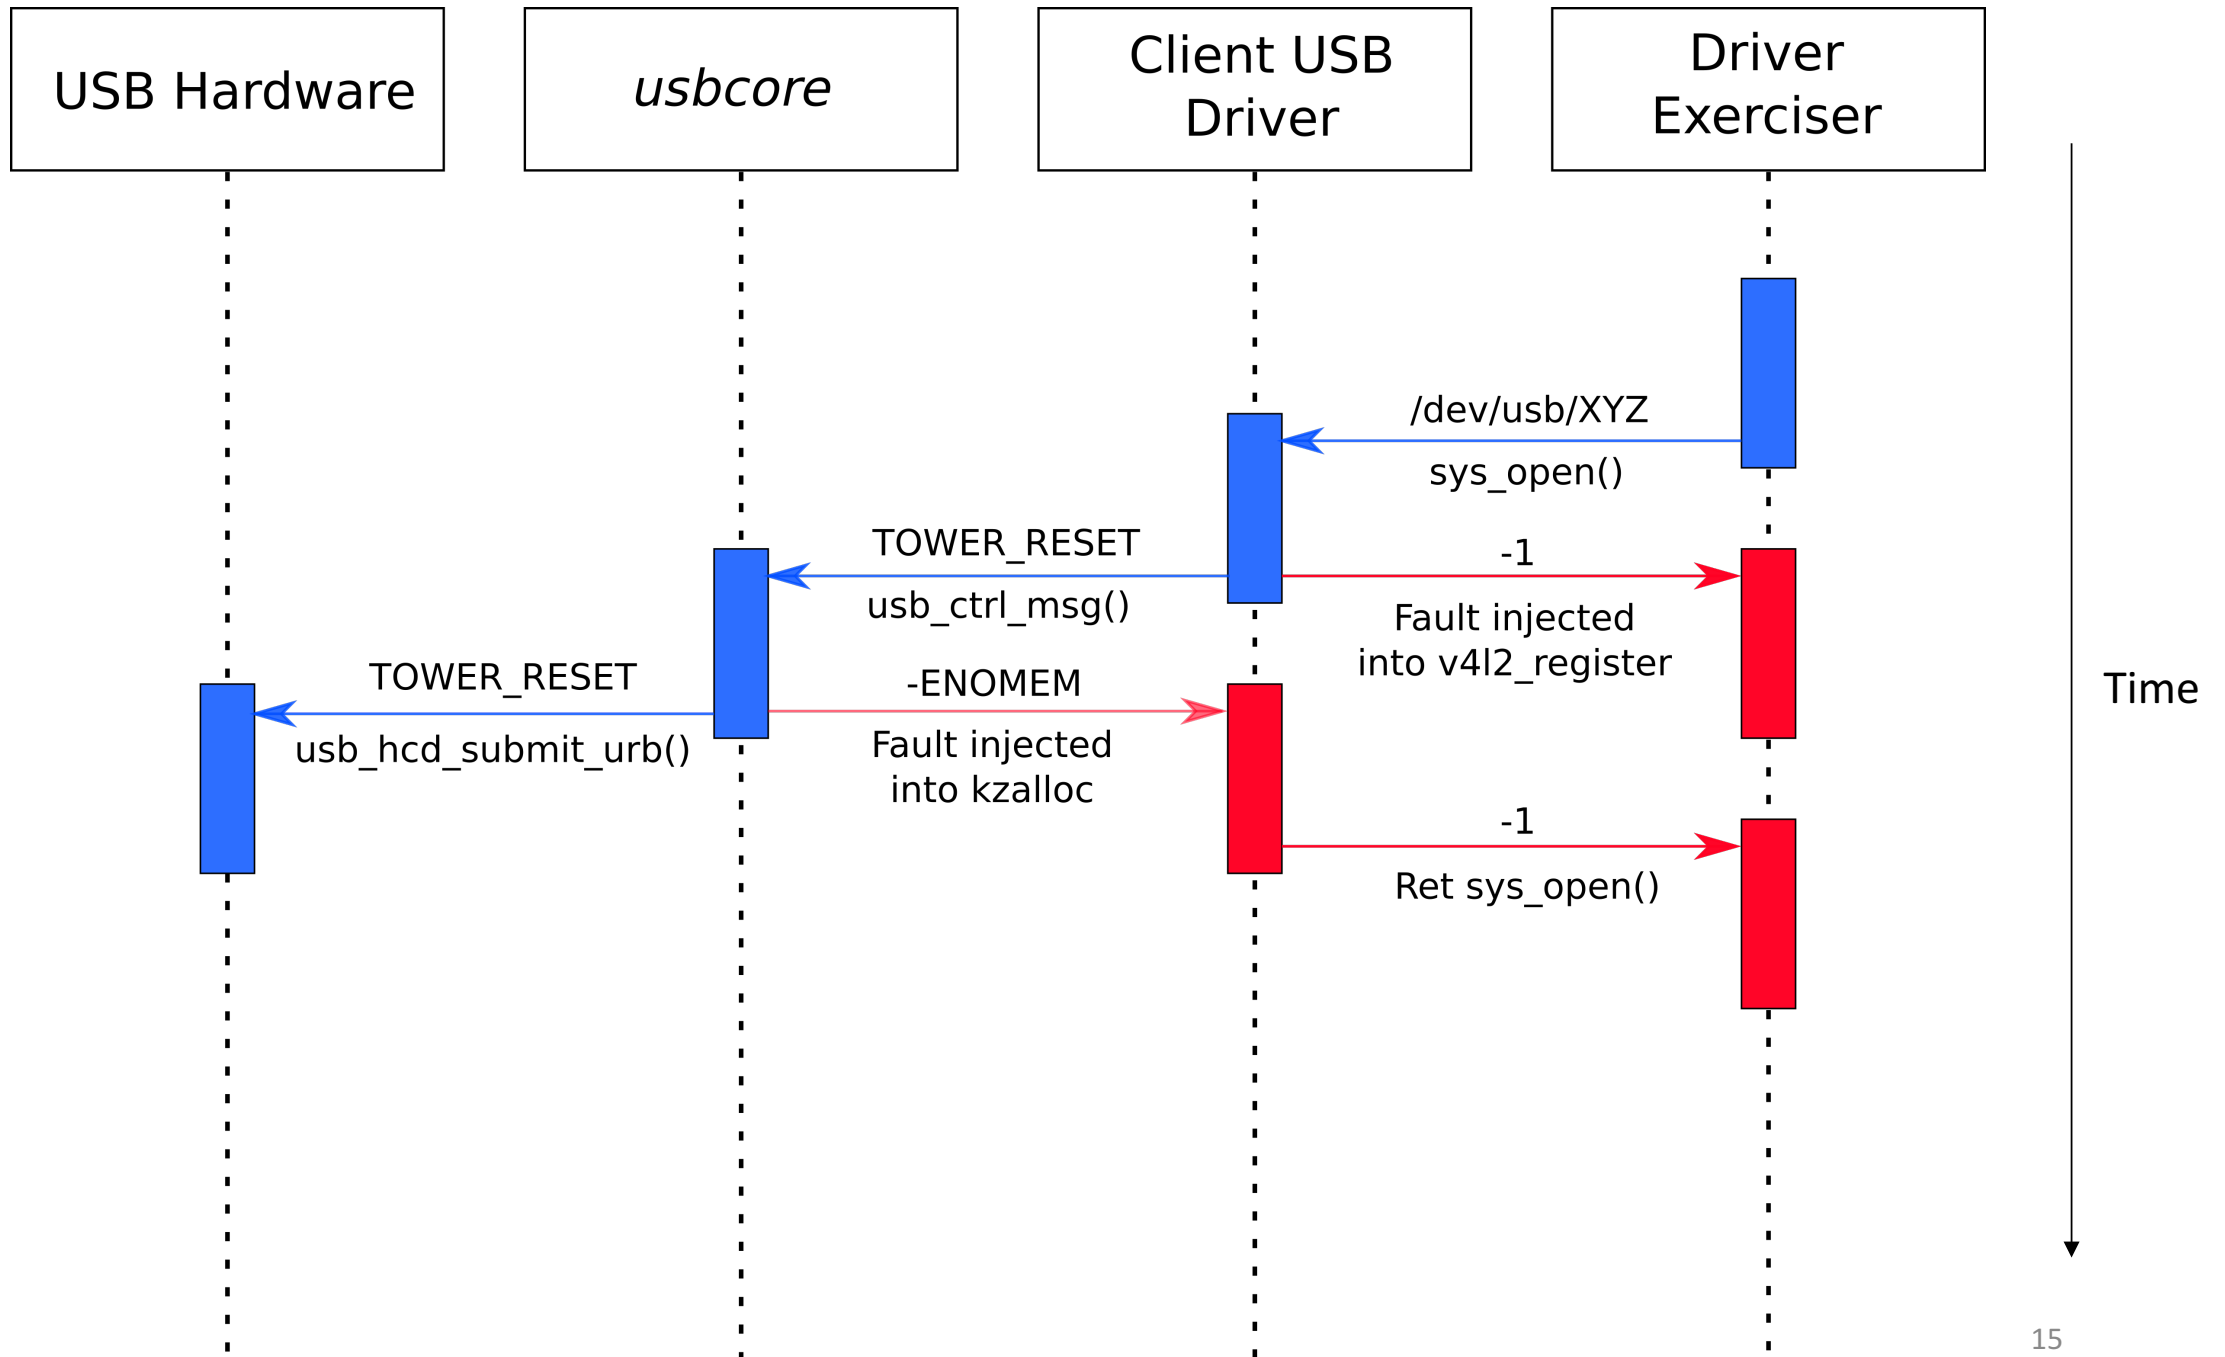 USB Hardware
usbcore
Client USB
Driver
Driver
Exerciser
/dev/usb/XYZ
sys_open()
TOWER_RESET
usb_ctrl_msg()
-1
Fault injected
into v4l2_register
TOWER_RESET
usb_hcd_submit_urb()
-ENOMEM
Fault injected
into kzalloc
-1
Ret sys_open()
Time
15